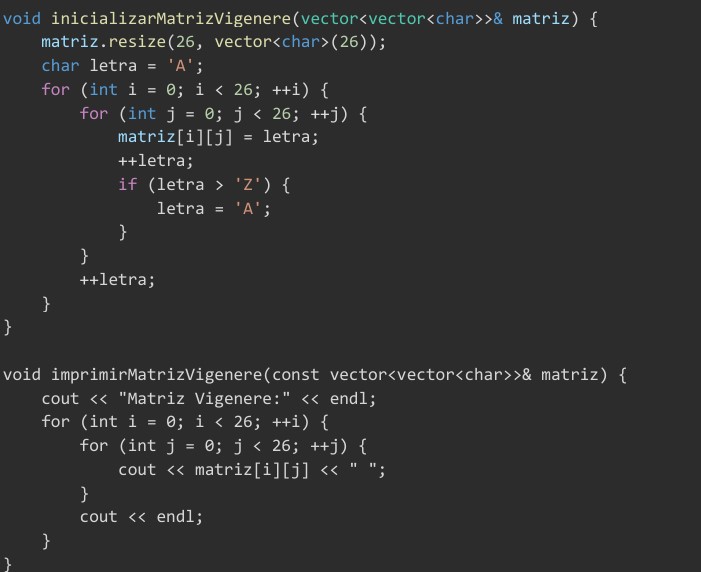 void inicializarMatrizVigenere(vector<vector<char>>& matriz) {
    matriz.resize(26, vector<char>(26));
    char letra = 'A';
    for (int i = 0; i < 26; ++i) {
        for (int j = 0; j < 26; ++j) {
            matriz[i][j] = letra;
            ++letra;
            if (letra > 'Z') {
                letra = 'A';
            }
        }
        ++letra;
    }
}

void imprimirMatrizVigenere(const vector<vector<char>>& matriz) {
    cout << "Matriz Vigenere:" << endl;
    for (int i = 0; i < 26; ++i) {
        for (int j = 0; j < 26; ++j) {
            cout << matriz[i][j] << " ";
        }
        cout << endl;
    }
}